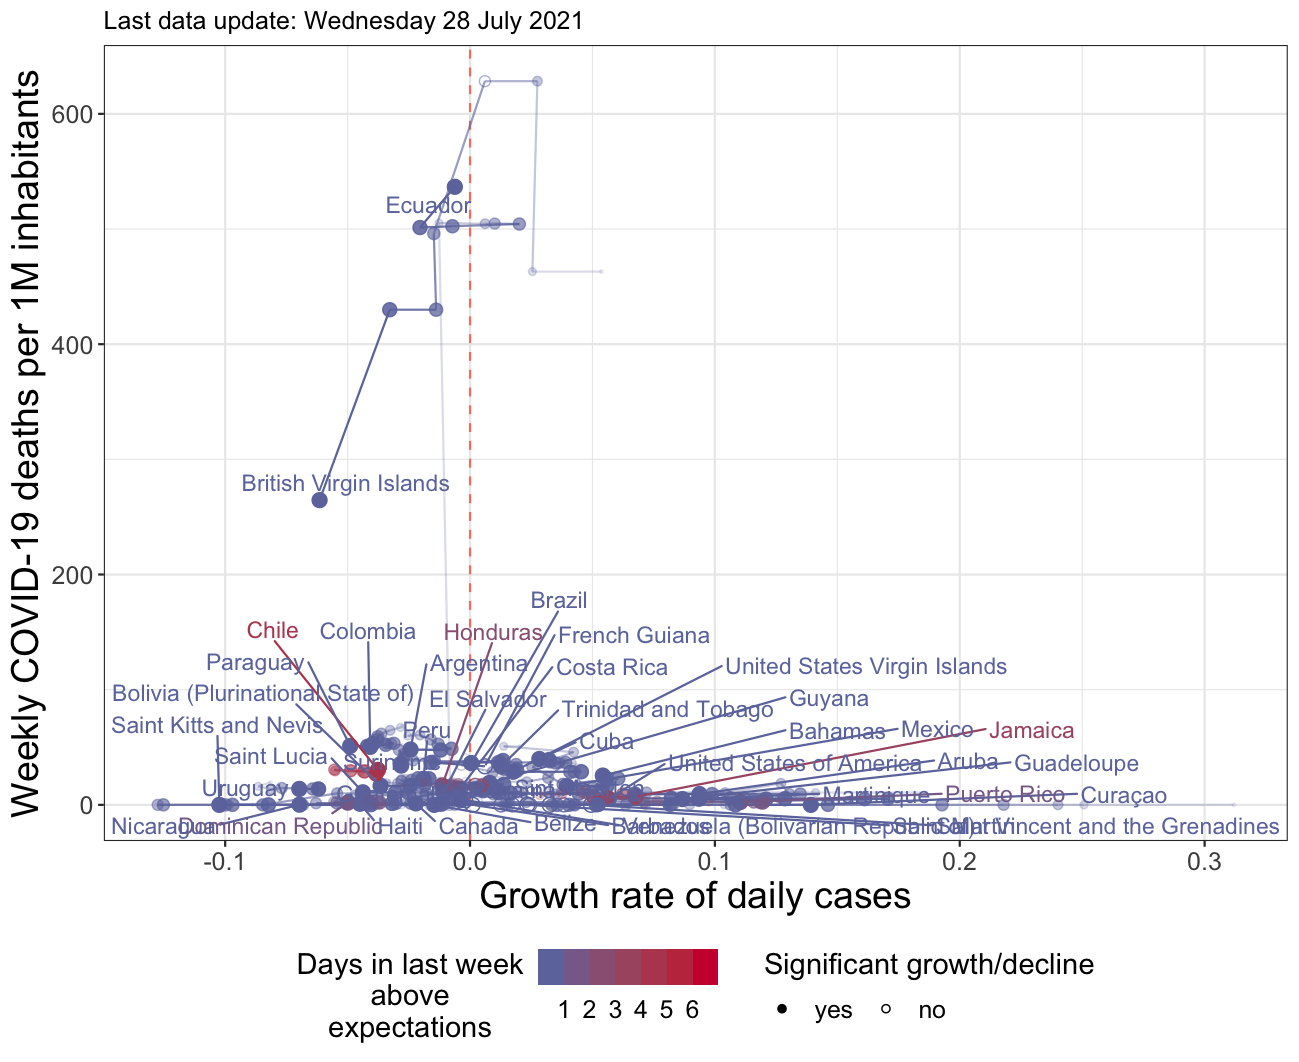 Last data update: Wednesday 28 July 2021
Weekly COVID-19 deaths per 1M inhabitants
600
400
200
0
Ecuador
British Virgin Islands
Brazil
Chile
Colombia
Honduras
French Guiana
Paraguay
Argentina
Costa Rica
United States Virgin Islands
Bolivia (Plurinational State of)
El Salvador
Trinidad and Tobago
Guyana
Saint Kitts and Nevis
Peru
Cuba
Bahamas
Mexico
Jamaica
Saint Lucia
United States of America
Aruba
Guadeloupe
Uruguay
Martinique
Puerto Rico
Curaçao
Nicaragua
Dominican Republic
Haiti
Canada
Belize
Barbados
Venezuela (Bolivarian Republic of)
Saint Vincent and the Grenadines
-0.1
0.0
0.1
0.2
0.3
Growth rate of daily cases
Days in last week
above
expectations
1 2 3 4 5 6
Significant growth/decline
yes
no